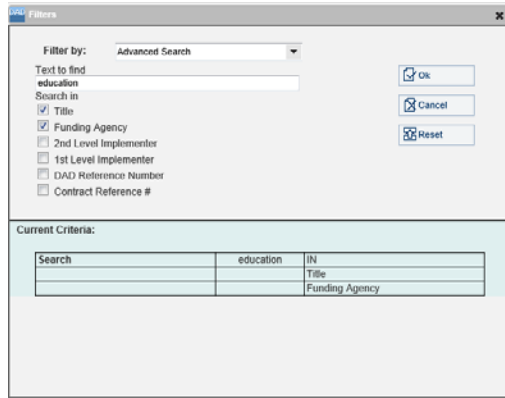 DAD Filters
Filter by: Advanced Search
Text to find
education
Search in
Title
Funding Agency
2nd Level Implementer
1st Level Implementer
DAD Reference Number
Contract Reference #
Ok
Cancel
Reset
Current Criteria:
Search education IN
Title
Funding Agency